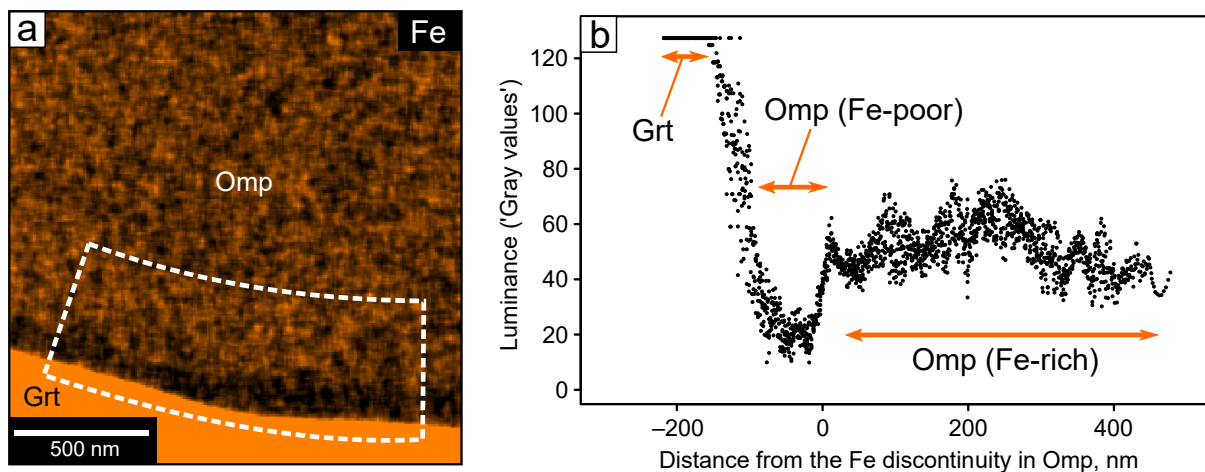 a
Fe
Omp
Grt
500 nm
b
Luminance ('Gray values')
120
100
80
60
40
20
0
Grt
Omp (Fe-poor)
Omp (Fe-rich)
–200
0
200
400
Distance from the Fe discontinuity in Omp, nm